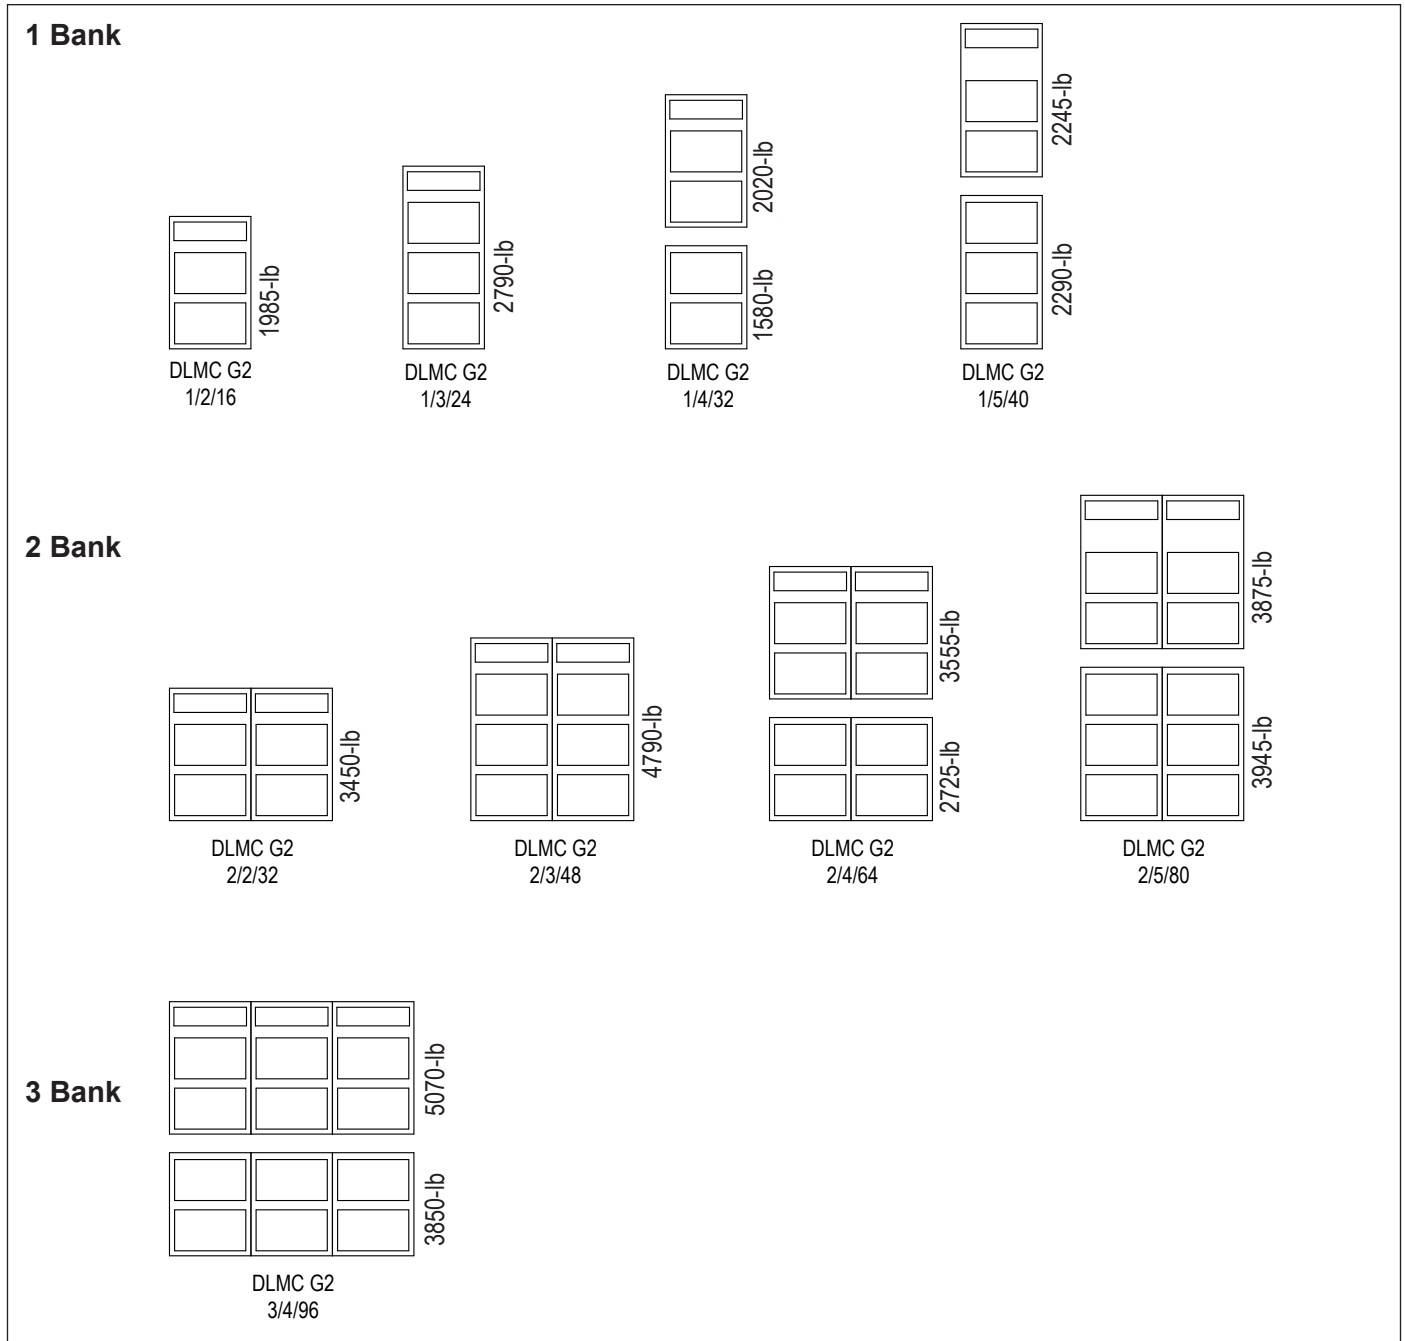 1 Bank
1985-lb
DLMC G2
1/2/16
2790-lb
DLMC G2
1/3/24
2020-lb
1580-lb
DLMC G2
1/4/32
2245-lb
2290-lb
DLMC G2
1/5/40
2 Bank
3450-lb
DLMC G2
2/2/32
4790-lb
DLMC G2
2/3/48
3555-lb
2725-lb
DLMC G2
2/4/64
3875-lb
3945-lb
DLMC G2
2/5/80
3 Bank
5070-lb
3850-lb
DLMC G2
3/4/96